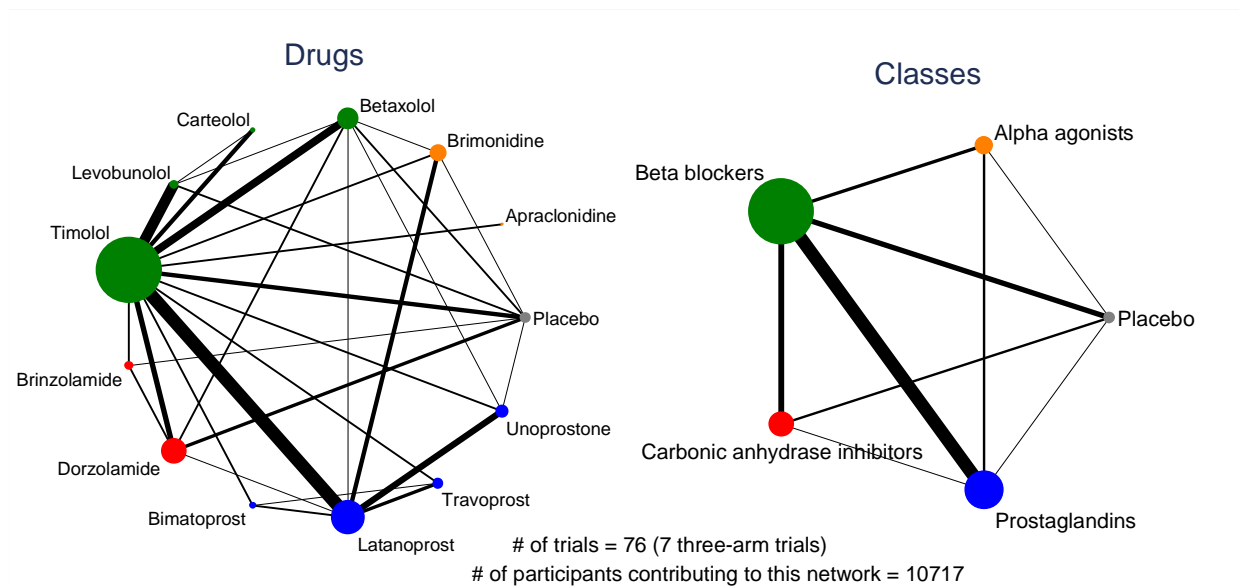 Drugs
Classes
Betaxolol
Carteolol
Brimonidine
Alpha agonists
Levobunolol
Beta blockers
Apraclonidine
Timolol
Placebo
Placebo
Brinzolamide
Unoprostone
Carbonic anhydrase inhibitors
Dorzolamide
Travoprost
Bimatoprost
Prostaglandins
Latanoprost
# of trials = 76 (7 three-arm trials)
# of participants contributing to this network = 10717